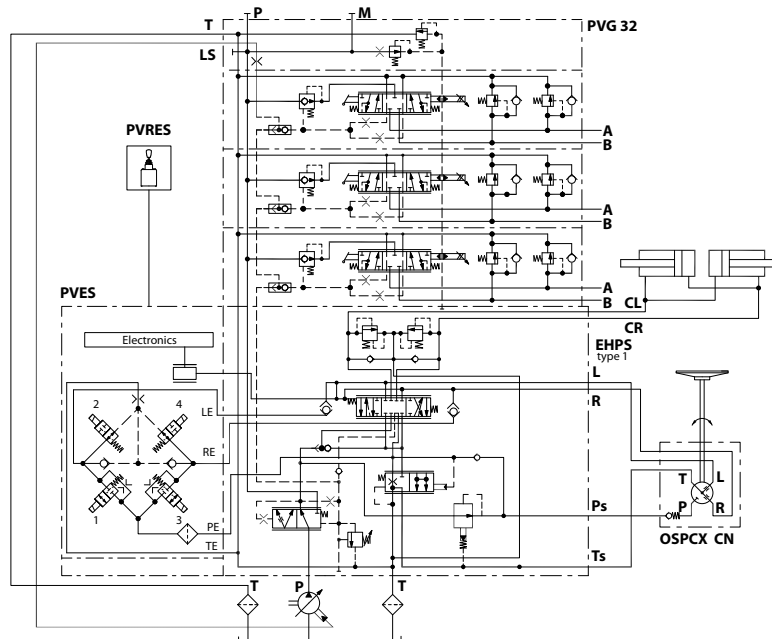 T
P
M
PVG 32
LS
A
B
PVRES
A
B
A
B
CL
PVES
CR
EHPS
type 1
Electronics
L
R
2
4
LE
RE
T
L
1
3
P
R
Ps
PE
OSPCX CN
TE
Ts
T
P
T